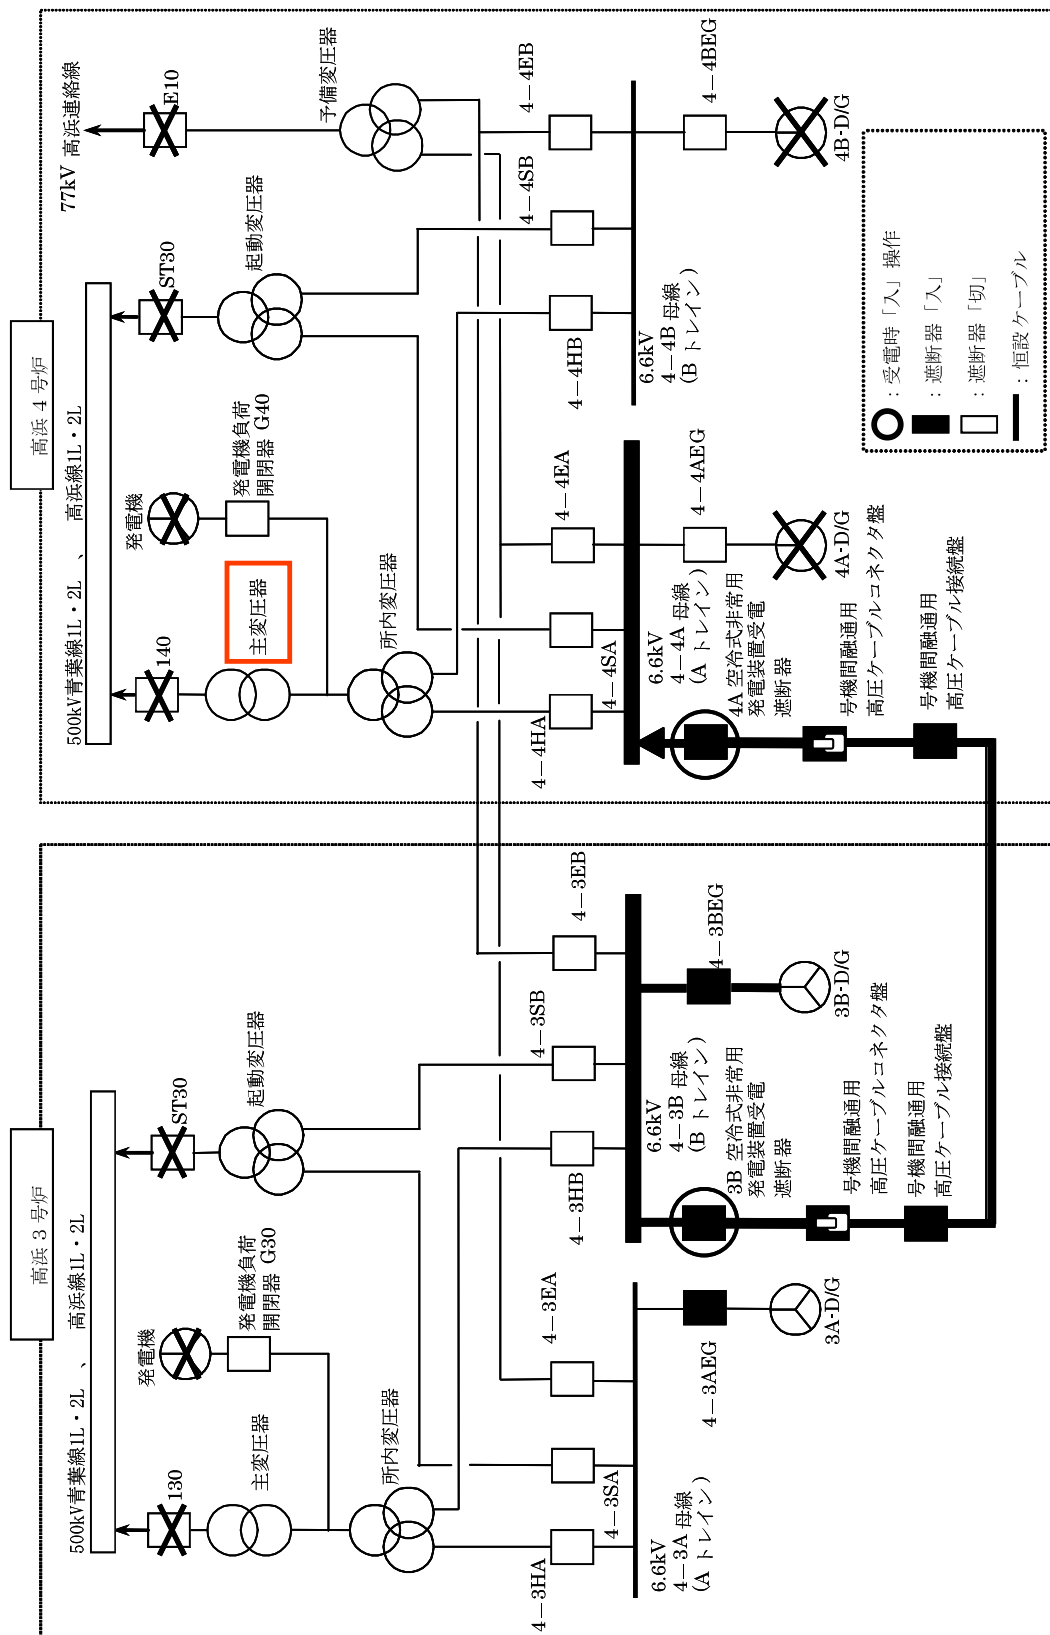 高浜3号炉
500kV青葉線1L・2L 、 高浜線1L・2L
130
ST30
主変圧器
発電機
発電機負荷
開閉器 G30
起動変圧器
所内変圧器
4－3HA
4－3SA
4－3EA
4－3HB
4－3SB
4－3EB
6.6kV
4－3A 母線
(A トレイン)
6.6kV
4－3B 母線
(B トレイン)
4－3AEG
3A-D/G
3B 空冷式非常用
発電装置受電
遮断器
4－3BEG
3B-D/G
号機間融通用
高圧ケーブルコネクタ盤
号機間融通用
高圧ケーブル接続盤
高浜4号炉
500kV青葉線1L・2L 、 高浜線1L・2L
77kV 高浜連絡線
140
ST30
E10
主変圧器
発電機
発電機負荷
開閉器 G40
起動変圧器
予備変圧器
所内変圧器
4－4HA
4－4SA
4－4EA
4－4HB
4－4SB
4－4EB
6.6kV
4－4A 母線
(A トレイン)
6.6kV
4－4B 母線
(B トレイン)
4A 空冷式非常用
発電装置受電
遮断器
4－4AEG
4A-D/G
4－4BEG
4B-D/G
号機間融通用
高圧ケーブルコネクタ盤
号機間融通用
高圧ケーブル接続盤
：受電時「入」操作
：遮断器「入」
：遮断器「切」
：恒設ケーブル